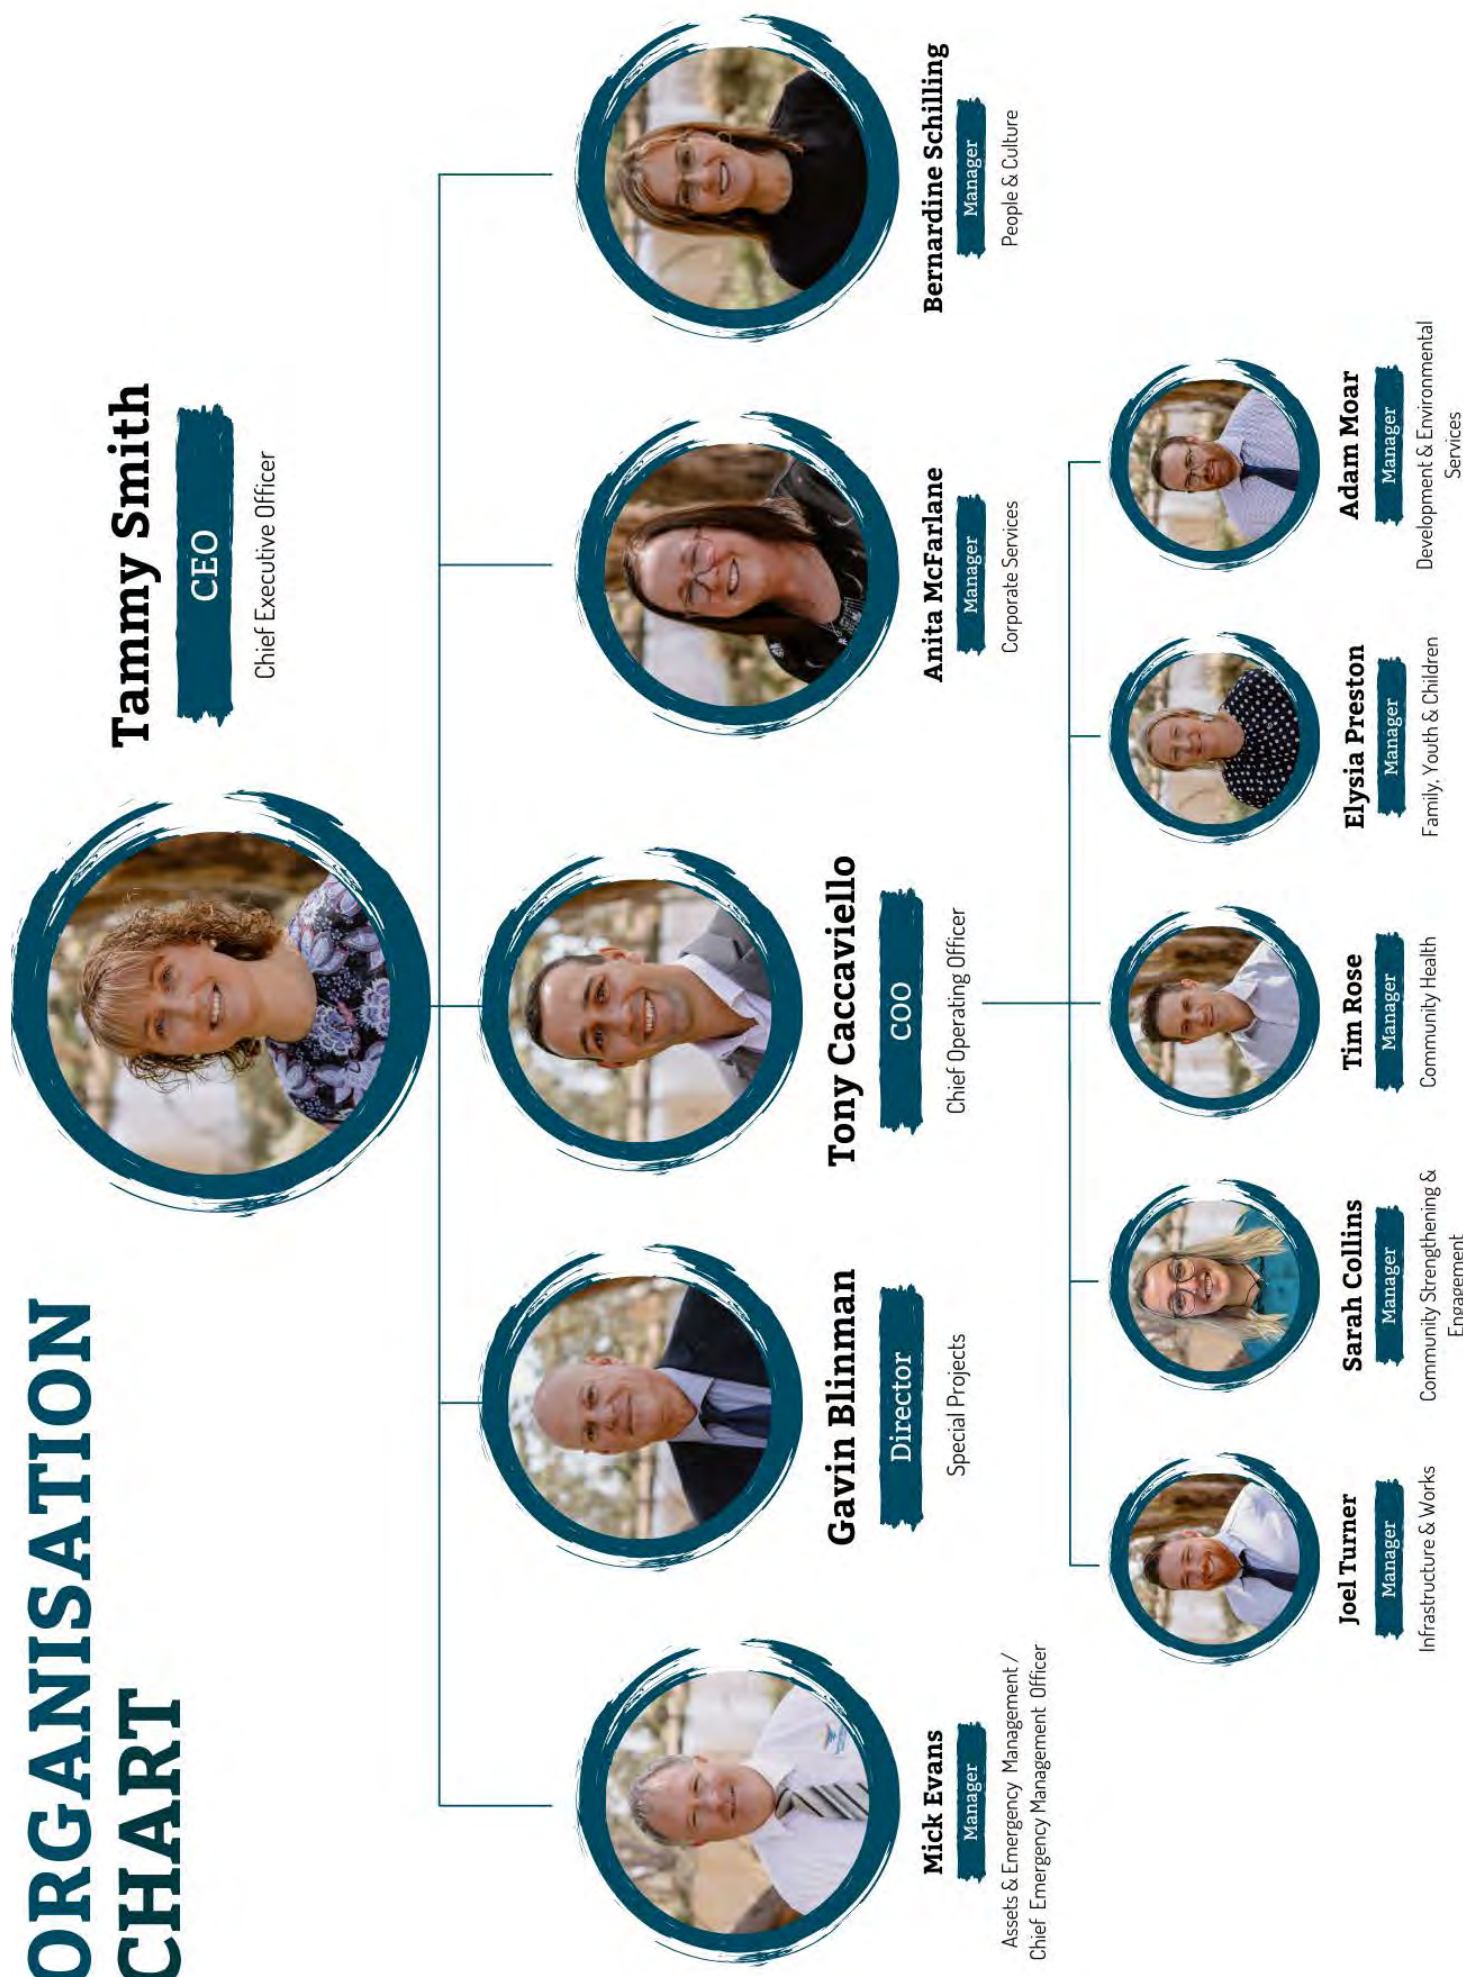 ORGANISATION
CHART
Tammy Smith
CEO
Chief Executive Officer
Mick Evans
Manager
Assets & Emergency Management /
Chief Emergency Management Officer
Gavin Blinman
Director
Special Projects
Tony Caccaviello
COO
Chief Operating Officer
Anita McFarlane
Manager
Corporate Services
Bernardine Schilling
Manager
People & Culture
Joel Turner
Manager
Infrastructure & Works
Sarah Collins
Manager
Community Strengthening &
Engagement
Tim Rose
Manager
Community Health
Elysia Preston
Manager
Family, Youth & Children
Adam Moar
Manager
Development & Environmental
Services